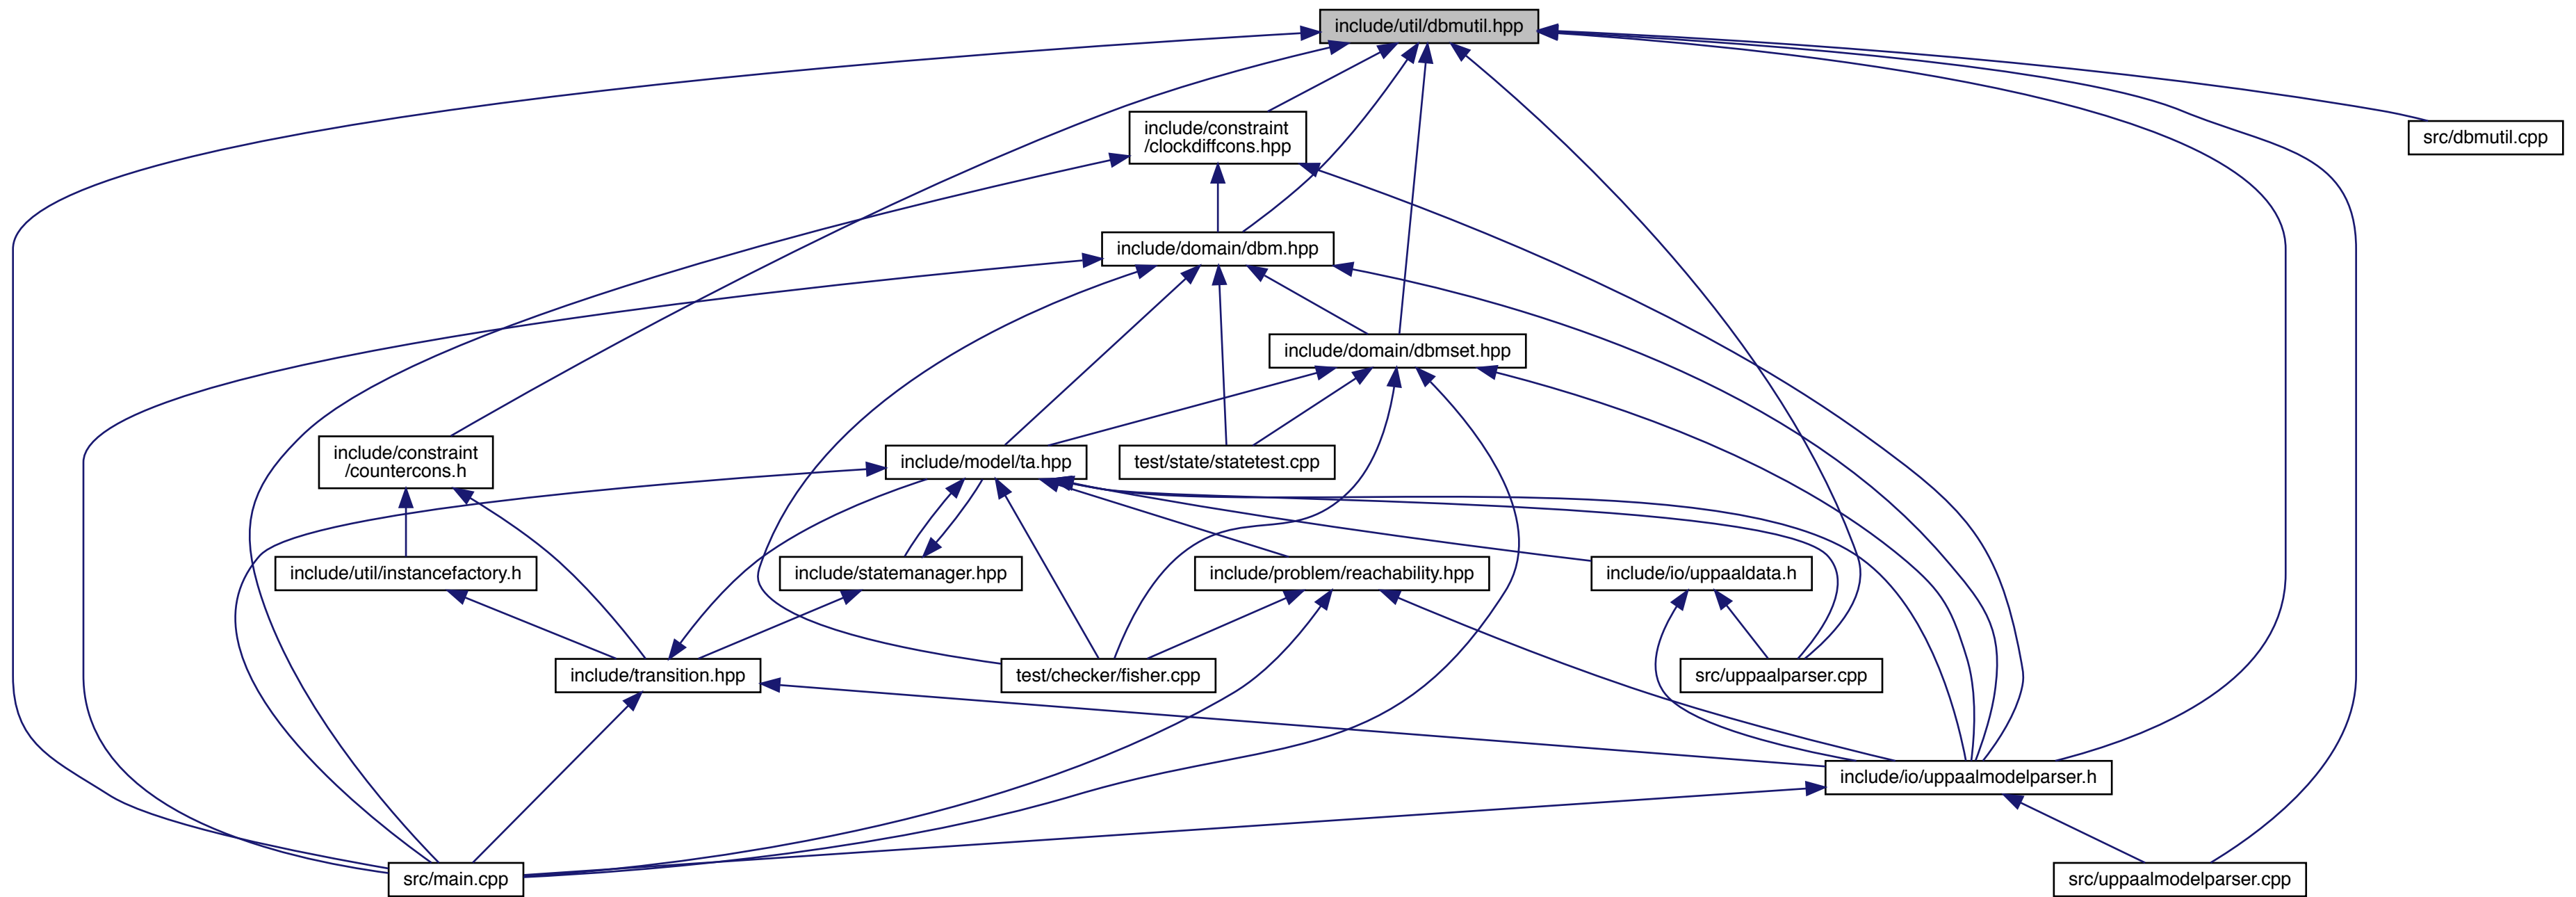 include/util/dbmutil.hpp
include/constraint
/clockdiffcons.hpp
src/dbmutil.cpp
include/domain/dbm.hpp
include/domain/dbmset.hpp
include/constraint
/countercons.h
include/model/ta.hpp
test/state/statetest.cpp
include/util/instancefactory.h
include/statemanager.hpp
include/problem/reachability.hpp
include/io/uppaaldata.h
include/transition.hpp
test/checker/fisher.cpp
src/uppaalparser.cpp
include/io/uppaalmodelparser.h
src/main.cpp
src/uppaalmodelparser.cpp